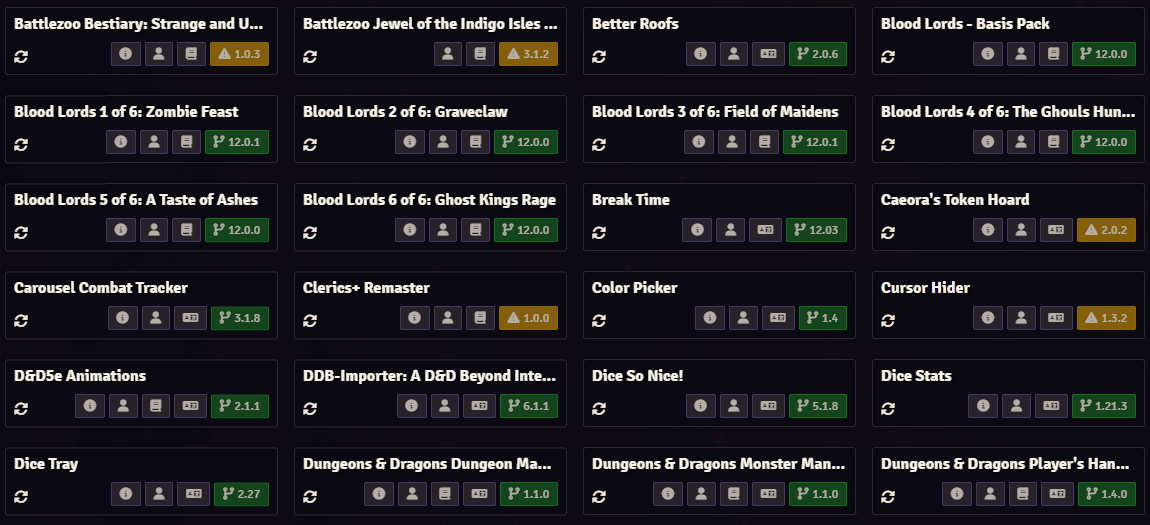 Battlezoo Bestiary: Strange and U...
1.0.3
Battlezoo Jewel of the Indigo Isles ...
3.1.2
Better Roofs
2.0.6
Blood Lords - Basis Pack
12.0.0
Blood Lords 1 of 6: Zombie Feast
12.0.1
Blood Lords 2 of 6: Graveclaw
12.0.0
Blood Lords 3 of 6: Field of Maidens
12.0.1
Blood Lords 4 of 6: The Ghouls Hun...
12.0.0
Blood Lords 5 of 6: A Taste of Ashes
12.0.0
Blood Lords 6 of 6: Ghost Kings Rage
12.0.0
Break Time
12.03
Caeora's Token Hoard
2.0.2
Carousel Combat Tracker
3.1.8
Clerics+ Remaster
1.0.0
Color Picker
1.4
Cursor Hider
1.3.2
D&D5e Animations
2.1.1
DDB-Importer: A D&D Beyond Inte...
6.1.1
Dice So Nice!
5.1.8
Dice Stats
1.21.3
Dice Tray
2.27
Dungeons & Dragons Dungeon Ma...
1.1.0
Dungeons & Dragons Monster Man...
1.1.0
Dungeons & Dragons Player's Han...
1.4.0